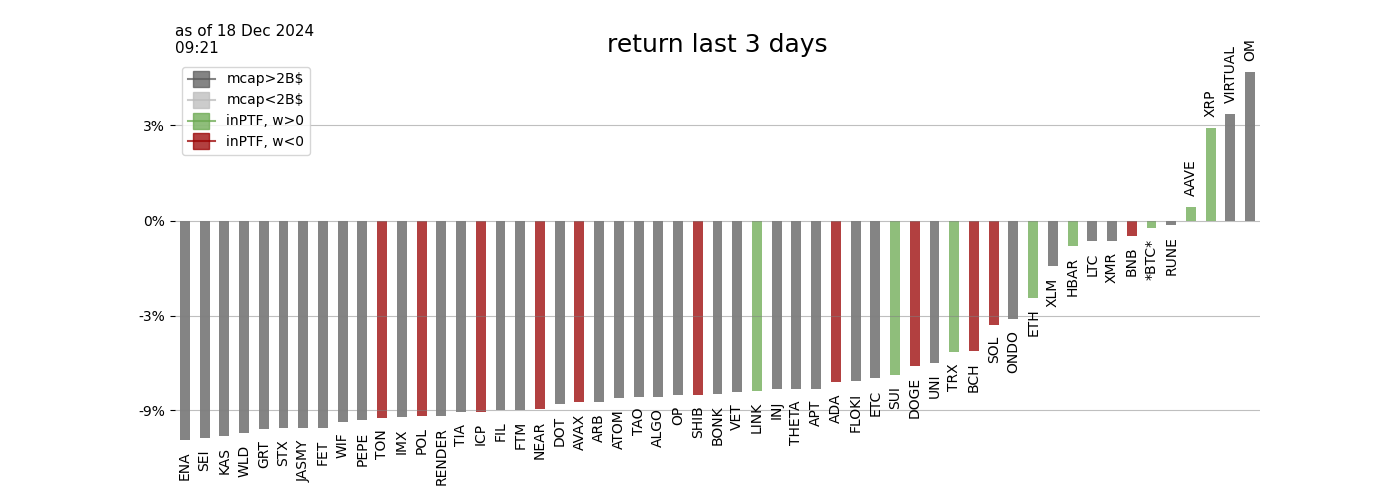 as of 18 Dec 2024
09:21
return last 3 days
mcap>2B$
mcap<2B$
inPTF, w>0
inPTF, w<0
3%
0%
-3%
-9%
ENA
SEI
KAS
WLD
GRT
STX
JASMY
FET
WIF
PEPE
TON
IMX
POL
RENDER
TIA
ICP
FIL
FTM
NEAR
DOT
AVAX
ARB
ATOM
TAO
ALGO
OP
SHIB
BONK
VET
LINK
INJ
THETA
APT
ADA
FLOKI
ETC
SUI
DOGE
UNI
TRX
BCH
SOL
ONDO
ETH
XLM
HBAR
LTC
XMR
BNB
*BTC*
RUNE
AAVE
XRP
VIRTUAL
OM